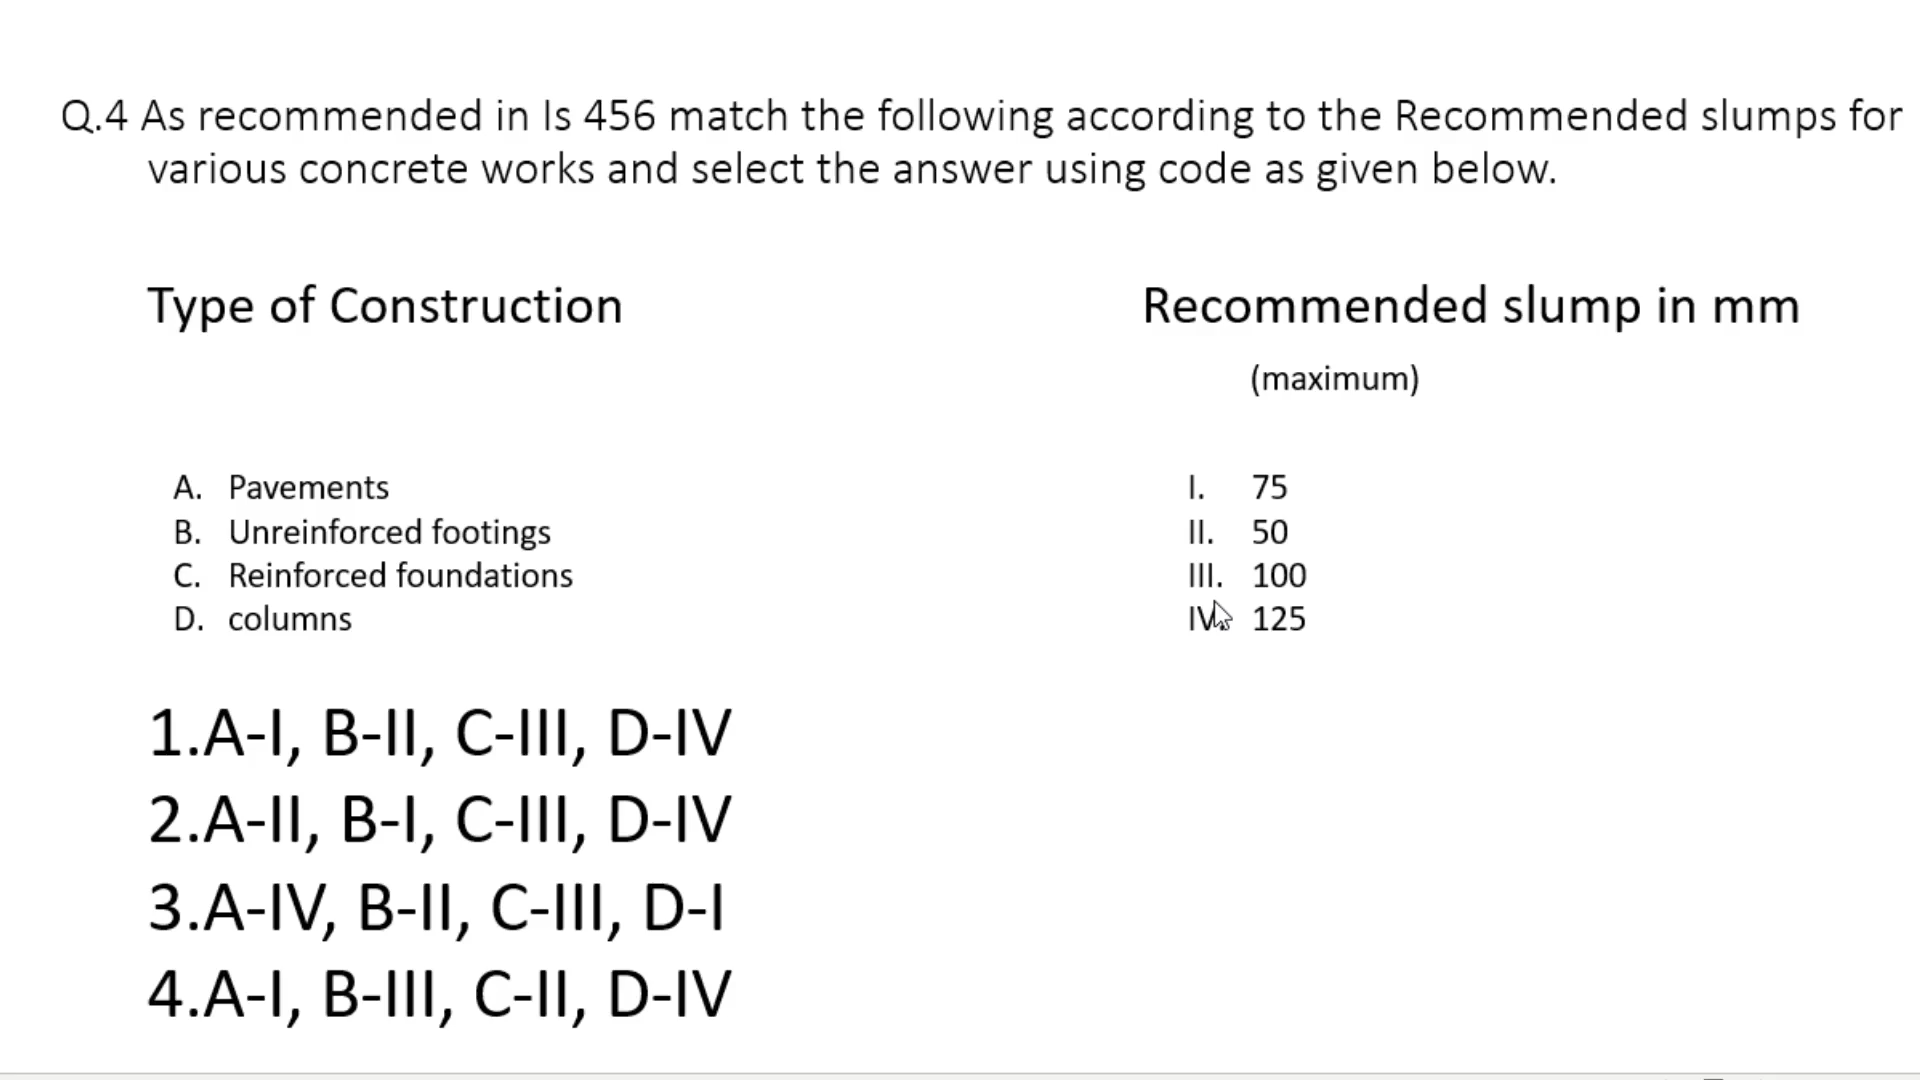 Q.4 As recommended in Is 456 match the following according to the Recommended slumps for
various concrete works and select the answer using code as given below.
Type of Construction
Recommended slump in mm
(maximum)
A. Pavements
B. Unreinforced footings
C. Reinforced foundations
D. columns
I. 75
II. 50
III. 100
IV. 125
1.A-I, B-II, C-III, D-IV
2.A-II, B-I, C-III, D-IV
3.A-IV, B-II, C-III, D-I
4.A-I, B-III, C-II, D-IV